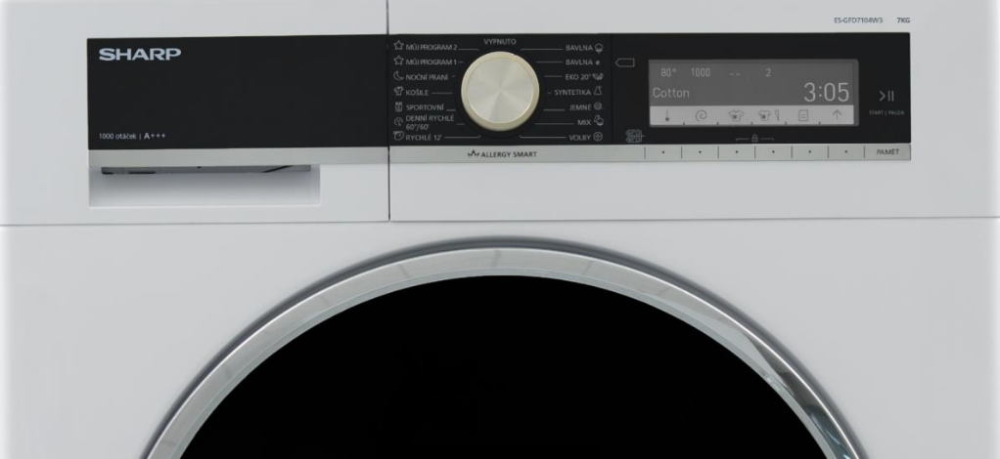 SHARP
1000 otáček | A+++
VYPNUTO
MŮJ PROGRAM 2
MŮJ PROGRAM 1
NOČNÍ PRANÍ
KOŠILE
SPORTOVNÍ
DENNÍ RYCHLÉ
60°/60'
RYCHLÉ 12'
BAVLNA
BAVLNA e
EKO 20°
SYNTETIKA
JEMNÉ
MIX
VOLBY
ALLERGY SMART
ES-GFD7104W3 7KG
80° 1000 -- 2
Cotton 3:05
START | PAUZA
PAMĚT